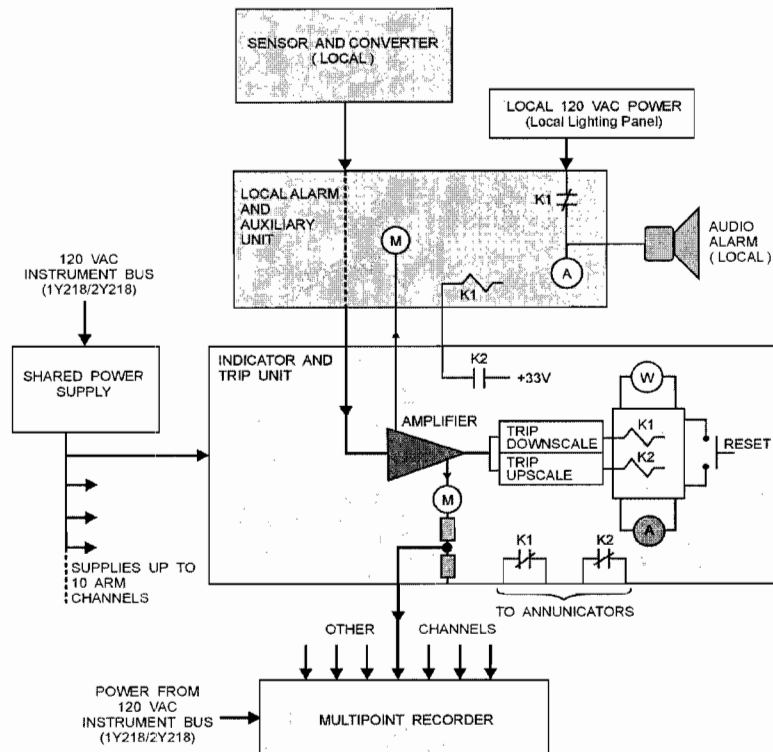 SENSOR AND CONVERTER
(LOCAL)
LOCAL 120 VAC POWER
(Local Lighting Panel)
LOCAL ALARM
AND
AUXILIARY
UNIT
K1
M
A
K1
AUDIO
ALARM
(LOCAL)
120 VAC
INSTRUMENT BUS
(1Y218/2Y218)
SHARED POWER
SUPPLY
INDICATOR AND
TRIP UNIT
K2
+33V
AMPLIFIER
TRIP
DOWNSCALE
TRIP
UPSCALE
W
K1
K2
RESET
M
A
K1
K2
SUPPLIES UP TO
10 ARM
CHANNELS
TO ANNUNICATORS
OTHER CHANNELS
POWER FROM
120 VAC
INSTRUMENT BUS
(1Y218/2Y218)
MULTIPOINT RECORDER